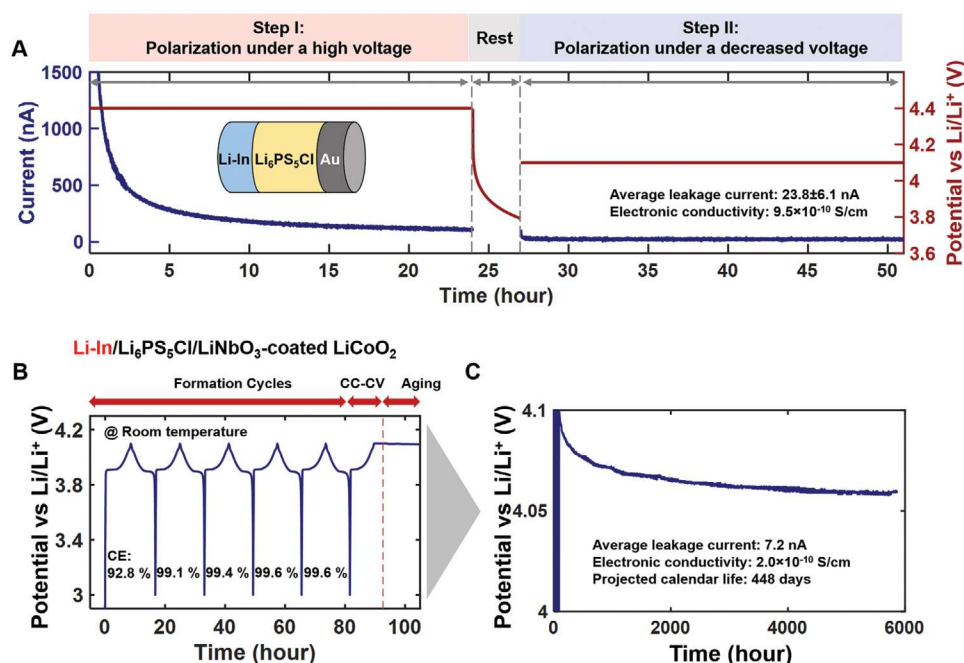 Step I:
Polarization under a high voltage
Rest
Step II:
Polarization under a decreased voltage
A
1500
1000
500
0
Current (nA)
Li-In
Li₆PS₅Cl
Au
4.4
4.2
4
3.8
3.6
Potential vs Li/Li⁺ (V)
Average leakage current: 23.8±6.1 nA
Electronic conductivity: 9.5×10⁻¹⁰ S/cm
0 5 10 15 20 25 30 35 40 45 50
Time (hour)
Li-In/Li₆PS₅Cl/LiNbO₃-coated LiCoO₂
B
Formation Cycles
CC-CV
Aging
@ Room temperature
4.2
3.8
3.4
3
Potential vs Li/Li⁺ (V)
CE:
92.8 % 99.1 % 99.4 % 99.6 % 99.6 %
0 20 40 60 80 100
Time (hour)
C
4.1
4.05
4
Potential vs Li/Li⁺ (V)
Average leakage current: 7.2 nA
Electronic conductivity: 2.0×10⁻¹⁰ S/cm
Projected calendar life: 448 days
0 2000 4000 6000
Time (hour)